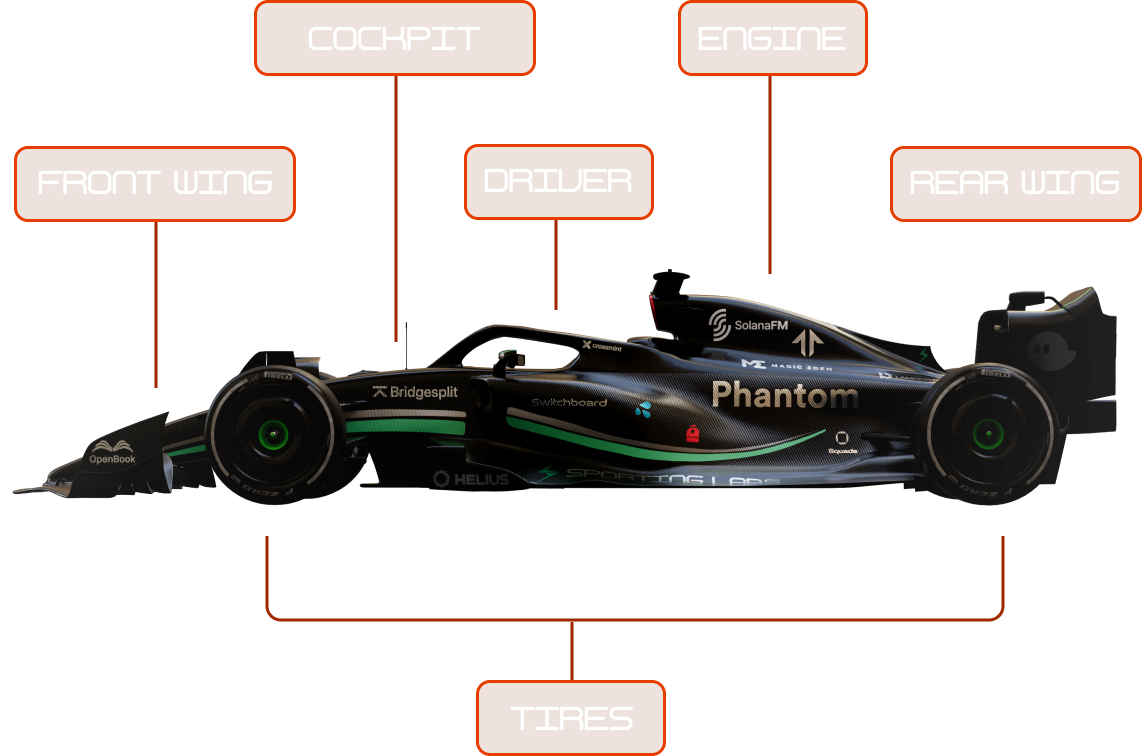 COCKPIT
ENGINE
FRONT WING
DRIVER
REAR WING
SolanaFM
crossmint
MAGIC EDEN
Bridgesplit
Phantom
Switchboard
OpenBook
Squads
HELIUS
SPORTING LABS
PIRELLI
PIRELLI
P ZERO
P ZERO
TIRES